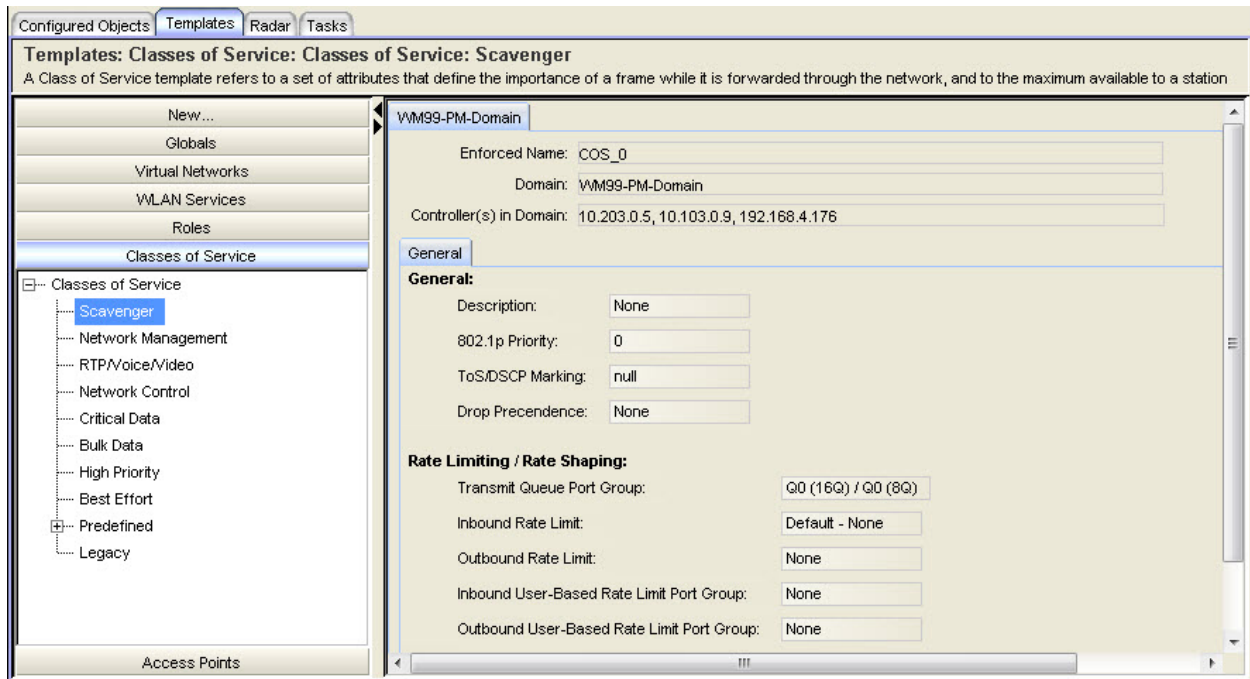 Configured Objects Templates Radar Tasks
Templates: Classes of Service: Classes of Service: Scavenger
A Class of Service template refers to a set of attributes that define the importance of a frame while it is forwarded through the network, and to the maximum available to a station
New...
Globals
Virtual Networks
WLAN Services
Roles
Classes of Service
Classes of Service
Scavenger
Network Management
RTP/Voice/Video
Network Control
Critical Data
Bulk Data
High Priority
Best Effort
Predefined
Legacy
Access Points
WM99-PM-Domain
Enforced Name: COS_0
Domain: WM99-PM-Domain
Controller(s) in Domain: 10.203.0.5, 10.103.0.9, 192.168.4.176
General
General:
Description: None
802.1p Priority: 0
ToS/DSCP Marking: null
Drop Precendence: None
Rate Limiting / Rate Shaping:
Transmit Queue Port Group: Q0 (16Q) / Q0 (8Q)
Inbound Rate Limit: Default - None
Outbound Rate Limit: None
Inbound User-Based Rate Limit Port Group: None
Outbound User-Based Rate Limit Port Group: None